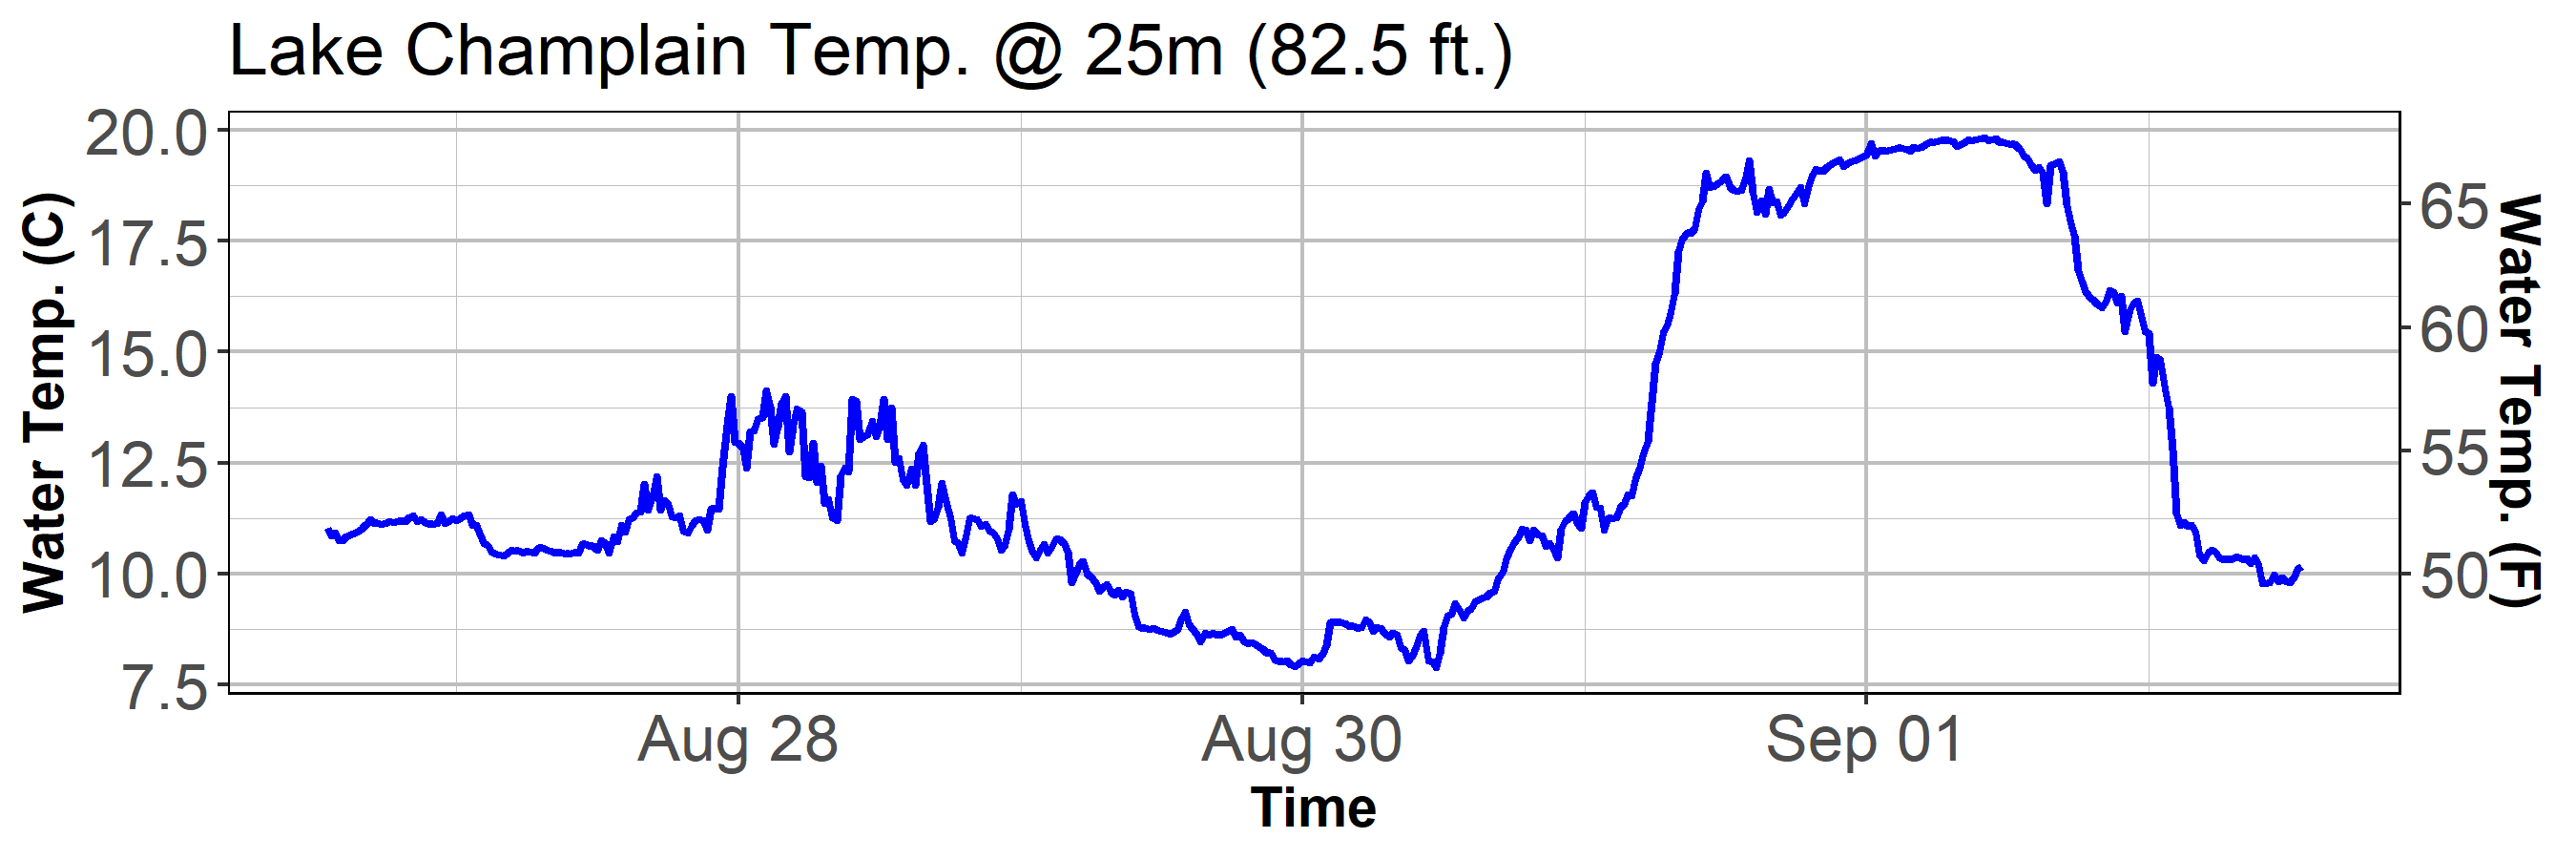 Lake Champlain Temp. @ 25m (82.5 ft.)
Water Temp. (C)
20.0
17.5
15.0
12.5
10.0
7.5
65
60
55
50
Water Temp. (F)
Aug 28
Aug 30
Sep 01
Time